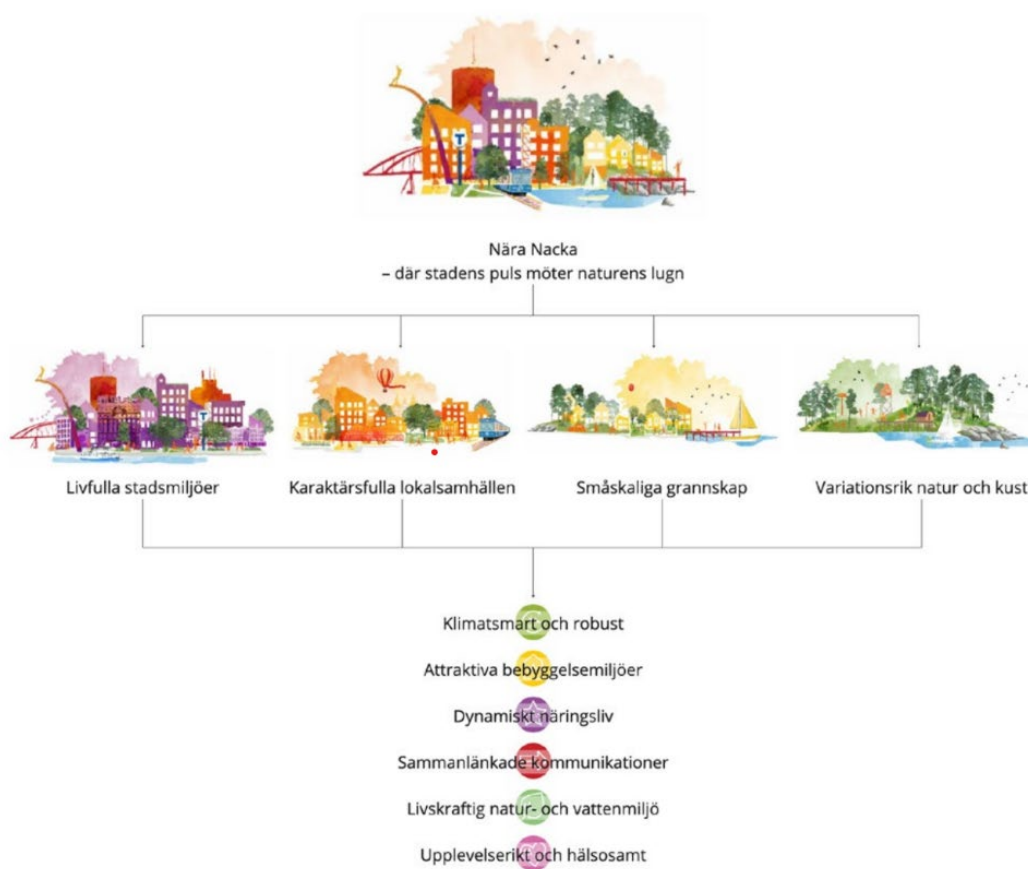 T
Nära Nacka
– där stadens puls möter naturens lugn
T
Livfulla stadsmiljöer
Karaktärsfulla lokalsamhällen
Småskaliga grannskap
Variationsrik natur och kust
Klimatsmart och robust
Attraktiva bebyggelsemiljöer
Dynamiskt näringsliv
Sammanlänkade kommunikationer
Livskraftig natur- och vattenmiljö
Upplevelserikt och hälsosamt